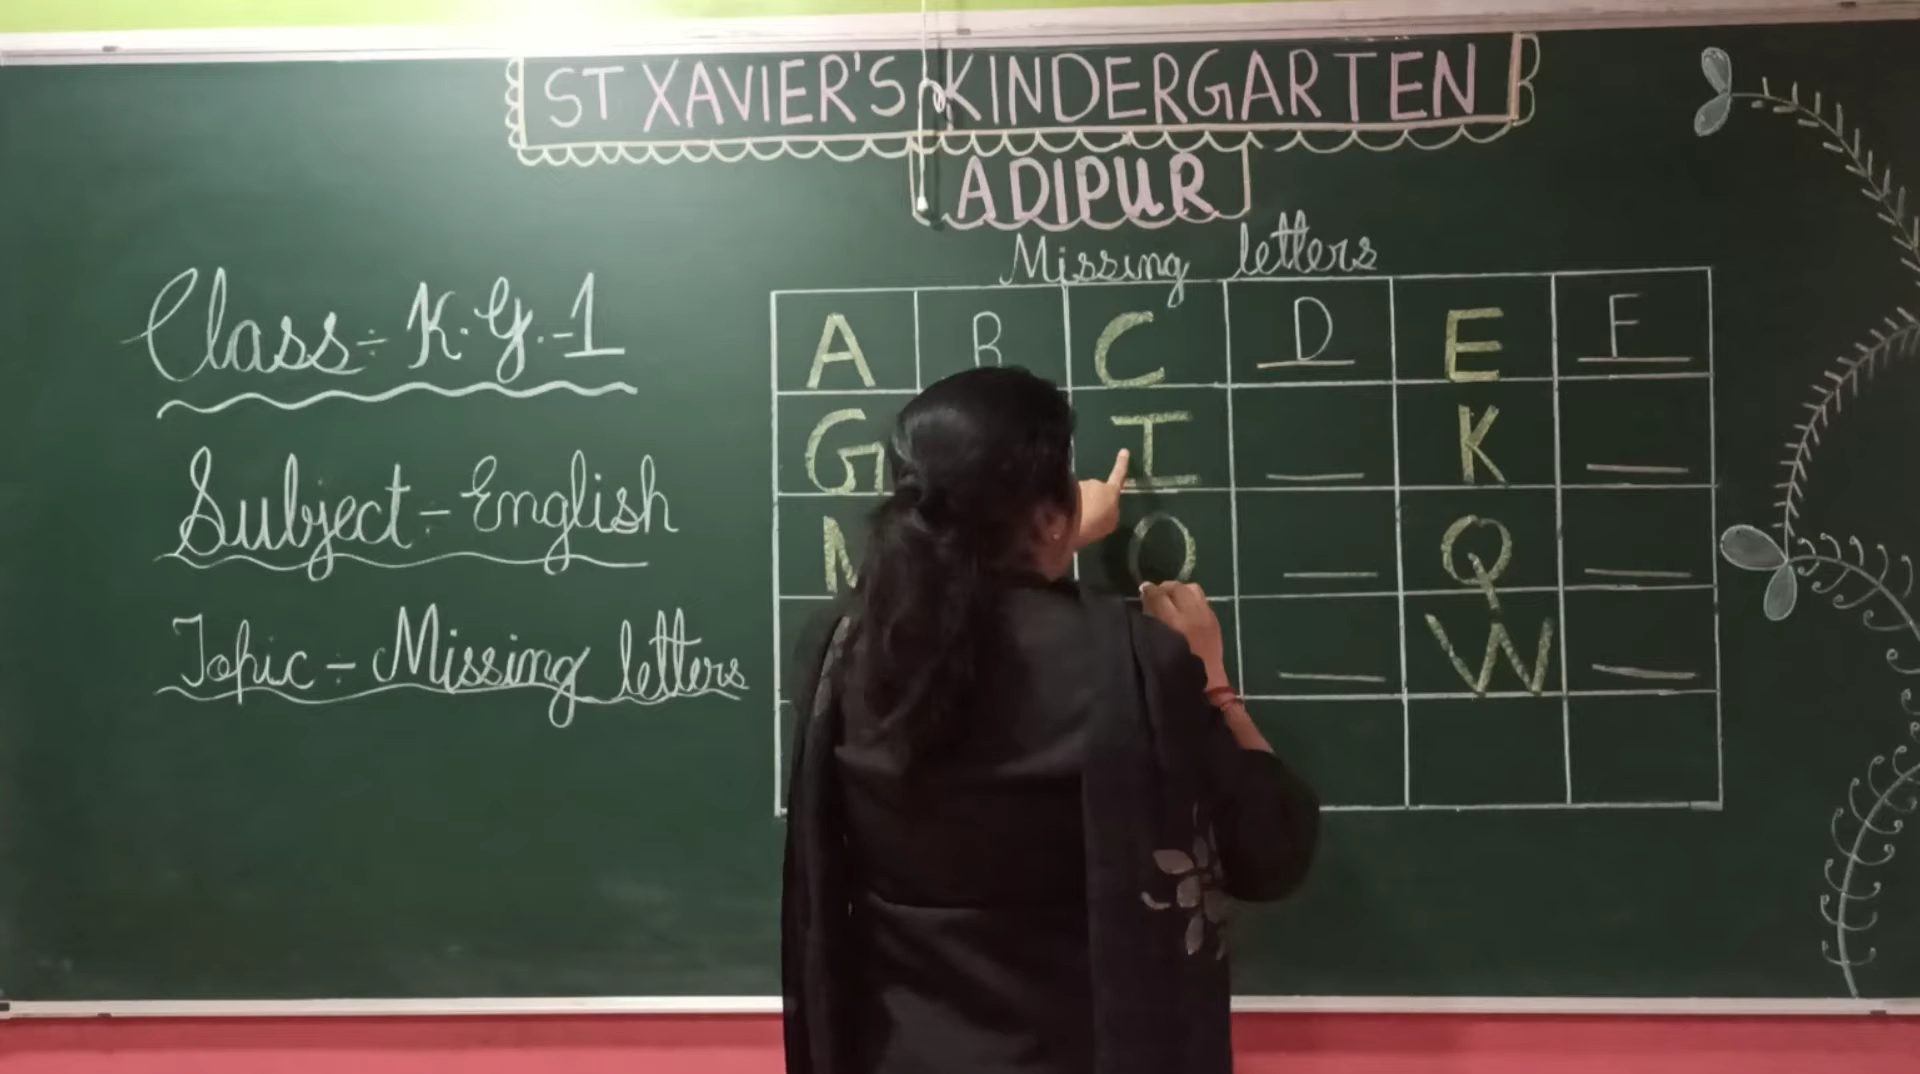 ST XAVIER'S KINDERGARTEN
ADIPUR
Missing letters
Class:- K.G.-1
Subject:- English
Topic:- Missing letters
A B C D E F
G I _ K _
O _ Q _
_ W _